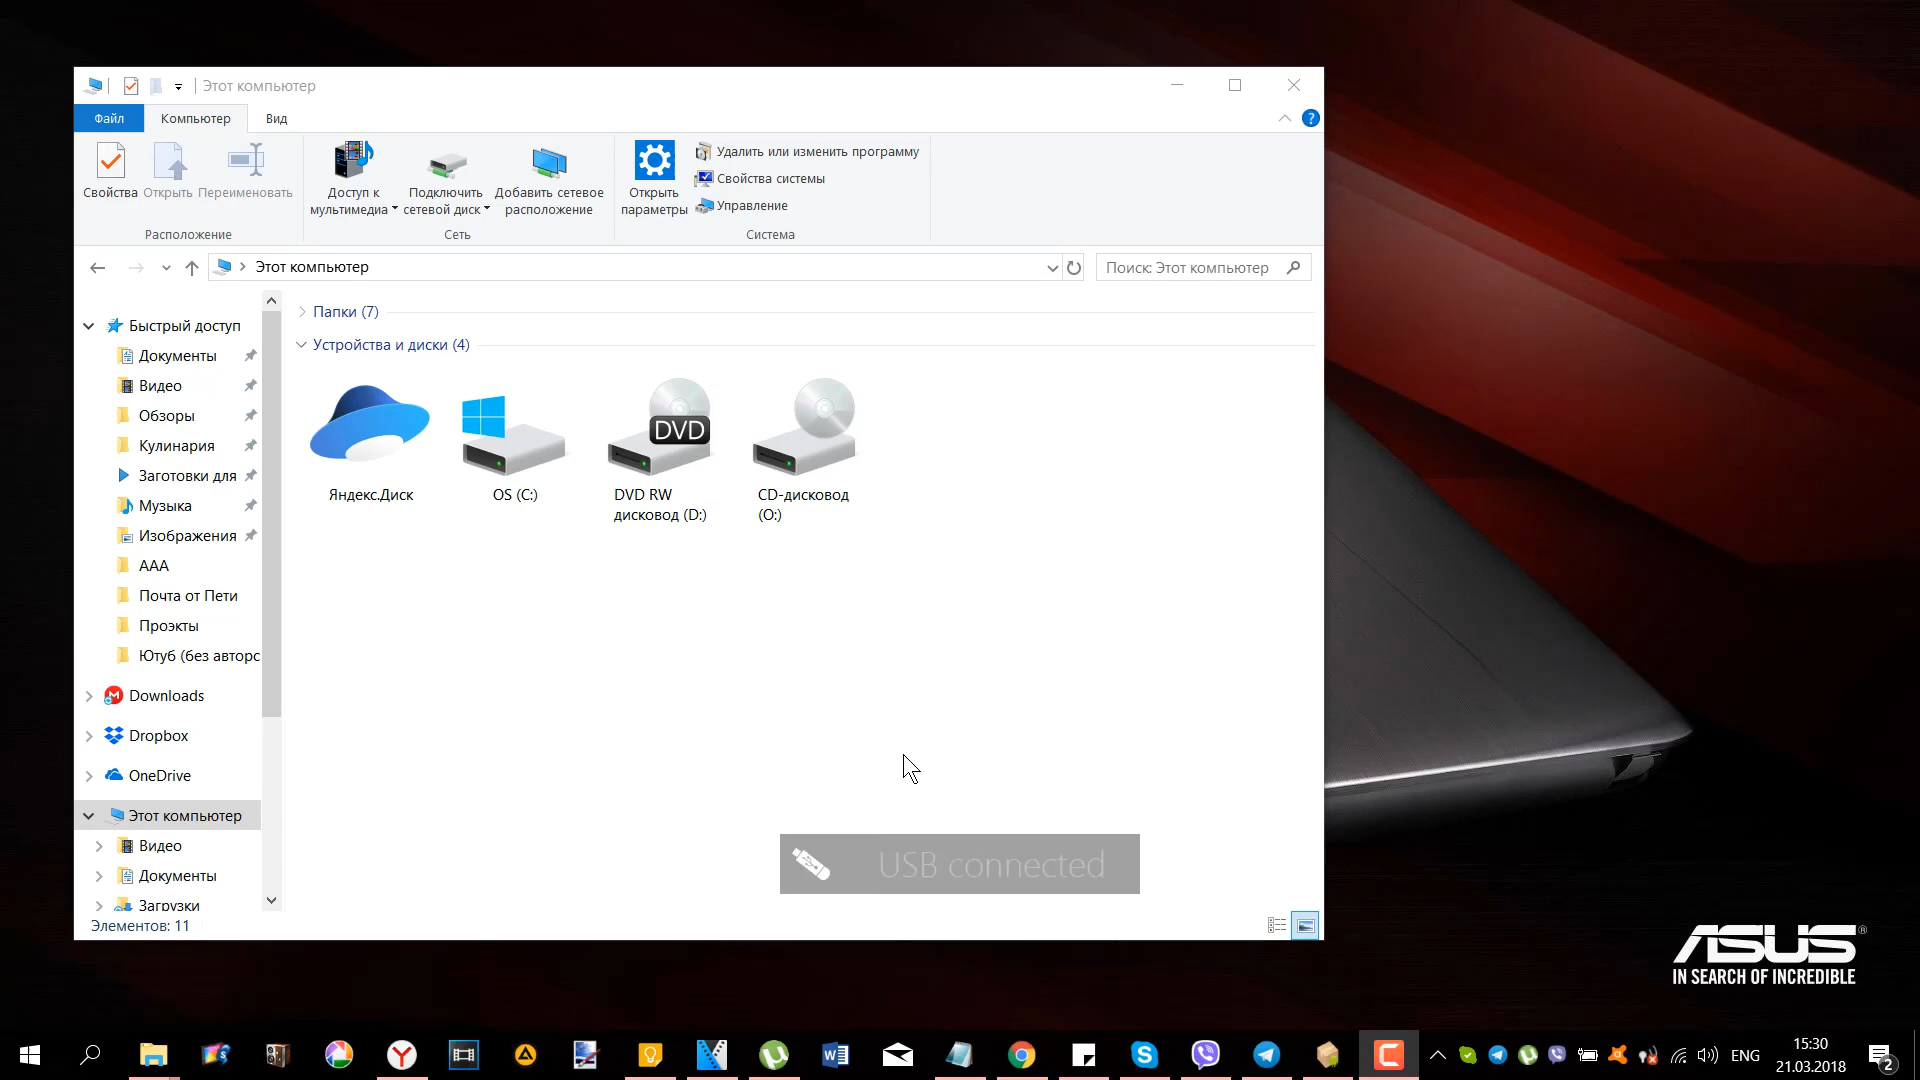 Этот компьютер
Файл
Компьютер
Вид
?
Свойства
Открыть
Переименовать
Расположение
Доступ к
мультимедиа
Подключить
сетевой диск
Добавить сетевое
расположение
Сеть
Открыть
параметры
Удалить или изменить программу
Свойства системы
Управление
Система
Этот компьютер
Поиск: Этот компьютер
Быстрый доступ
Документы
Видео
Обзоры
Кулинария
Заготовки для
Музыка
Изображения
ААА
Почта от Пети
Проэкты
Ютуб (без авторс
Downloads
Dropbox
OneDrive
Этот компьютер
Видео
Документы
Загрузки
Элементов: 11
Папки (7)
Устройства и диски (4)
Яндекс.Диск
OS (C:)
DVD
DVD RW
дисковод (D:)
CD-дисковод
(O:)
USB connected
ASUS®
IN SEARCH OF INCREDIBLE
ENG
15:30
21.03.2018
2